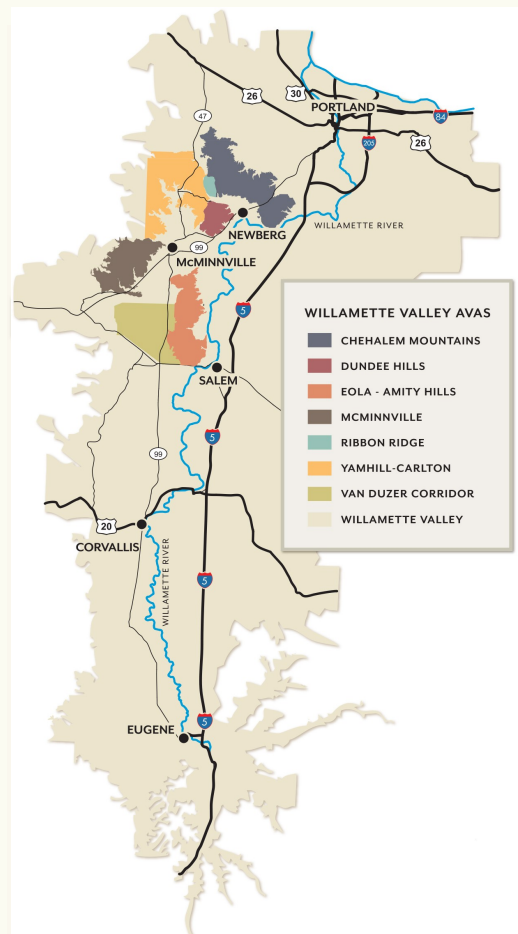 26
30
PORTLAND
84
47
205
26
NEWBERG
WILLAMETTE RIVER
99
McMINNVILLE
5
SALEM
5
99
20
CORVALLIS
WILLAMETTE RIVER
5
5
EUGENE
WILLAMETTE VALLEY AVAS
CHEHALEM MOUNTAINS
DUNDEE HILLS
EOLA - AMITY HILLS
MCMINNVILLE
RIBBON RIDGE
YAMHILL-CARLTON
VAN DUZER CORRIDOR
WILLAMETTE VALLEY